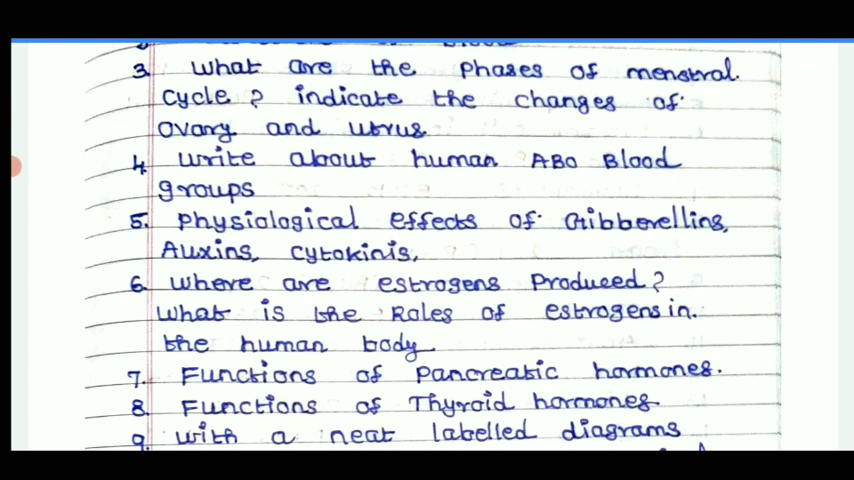 3. What are the phases of menstral
cycle? indicate the changes of
ovary and utrus
4. write about human ABO Blood
groups
5. physiological effects of Gibberellins,
Auxins, cytokinis,
6. where are estrogens produced?
what is the Roles of estrogens in.
the human body
7. Functions of pancreatic hormones.
8. Functions of Thyroid hormones
9. with a neat labelled diagrams